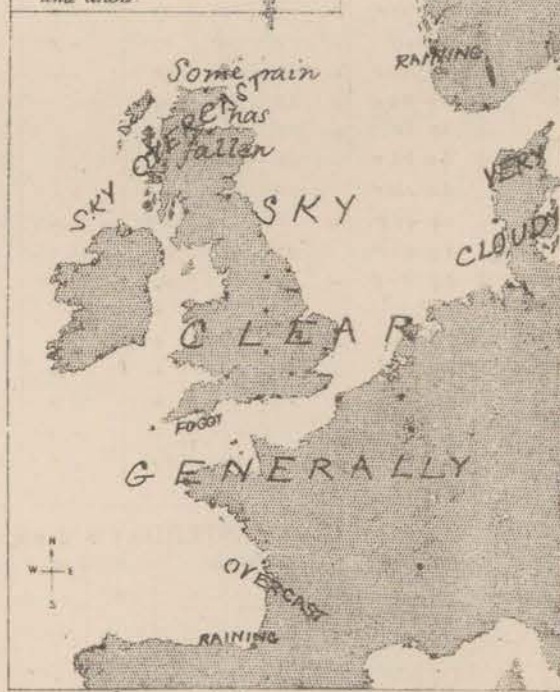 RAINING
Some rain
has
fallen
SKY OVERCAST
VERY
CLOUDY
SKY
CLEAR
FOGGY
GENERALLY
N
W E
S
OVERCAST
RAINING